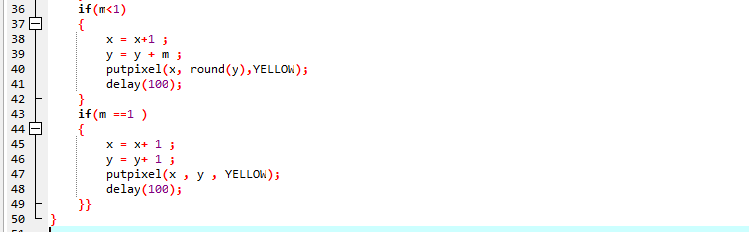 36 if(m<1)
37 {
38 x = x+1 ;
39 y = y + m ;
40 putpixel(x, round(y),YELLOW);
41 delay(100);
42 }
43 if(m ==1 )
44 {
45 x = x+ 1 ;
46 y = y+ 1 ;
47 putpixel(x , y , YELLOW);
48 delay(100);
49 }}
50 }